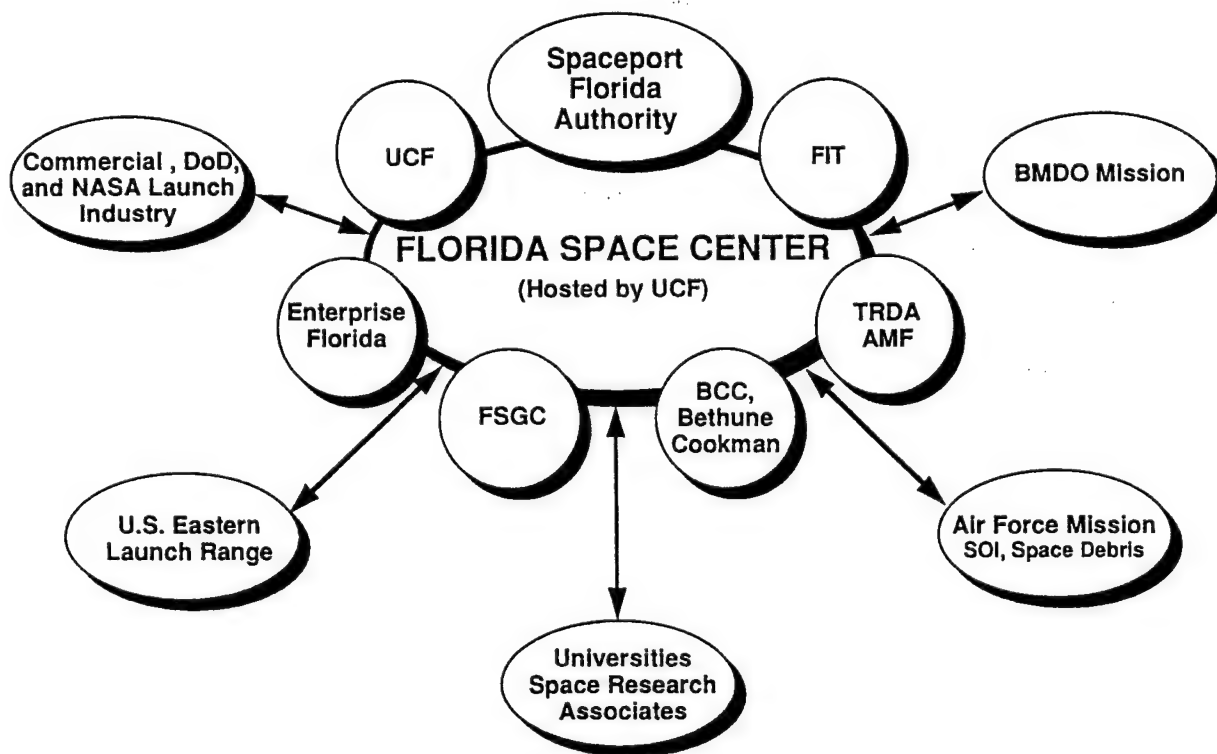 Spaceport
Florida
Authority
UCF
FIT
Commercial , DoD,
and NASA Launch
Industry
BMDO Mission
FLORIDA SPACE CENTER
(Hosted by UCF)
Enterprise
Florida
TRDA
AMF
FSGC
BCC,
Bethune
Cookman
U.S. Eastern
Launch Range
Air Force Mission
SOI, Space Debris
Universities
Space Research
Associates